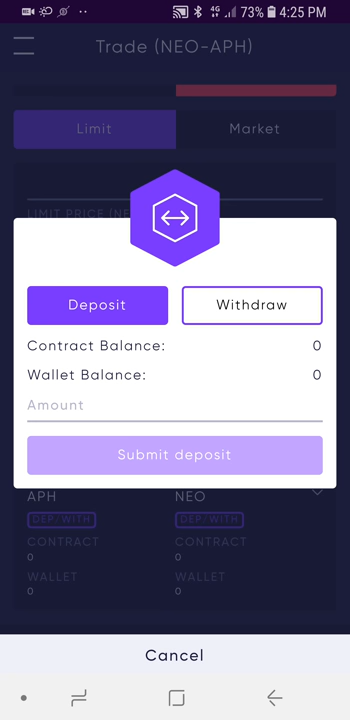 4G 73% 4:25 PM
Trade (NEO-APH)
Limit Market
LIMIT PRICE (NE
Deposit Withdraw
Contract Balance: 0
Wallet Balance: 0
Amount
Submit deposit
APH NEO
DEP/WITH DEP/WITH
CONTRACT CONTRACT
0 0
WALLET WALLET
0 0
Cancel